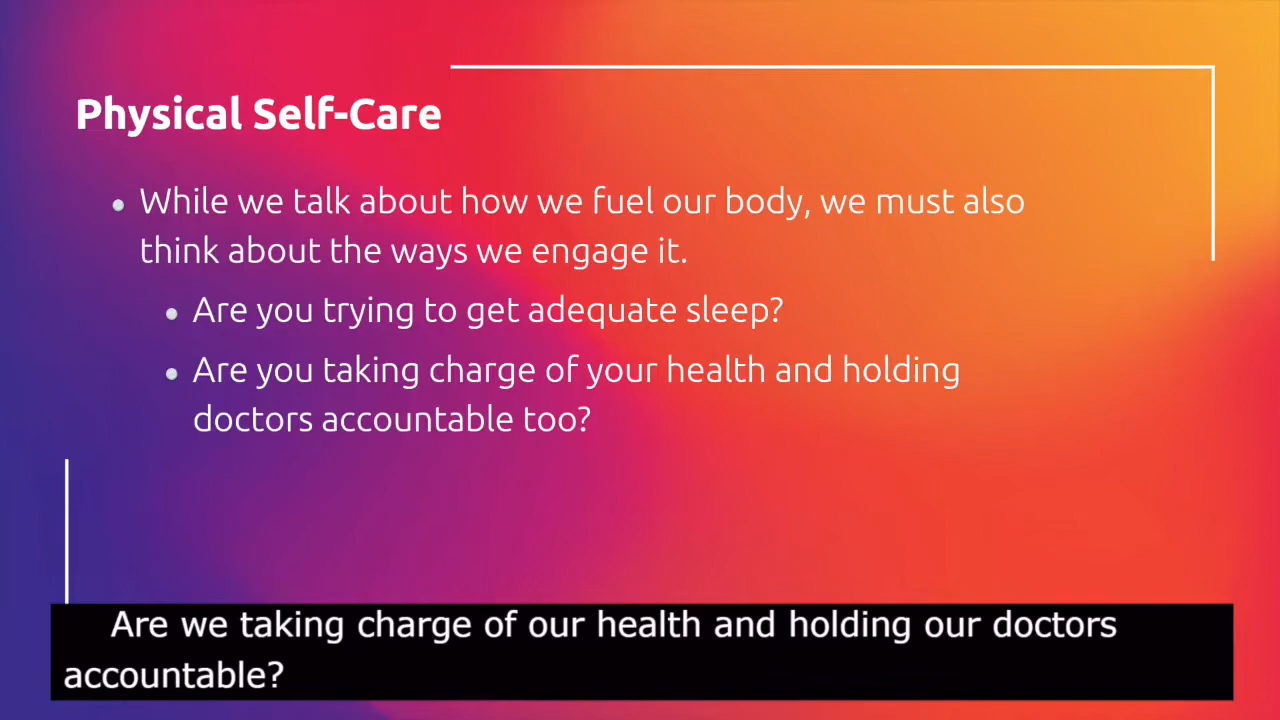 Physical Self-Care
• While we talk about how we fuel our body, we must also
think about the ways we engage it.
• Are you trying to get adequate sleep?
• Are you taking charge of your health and holding
doctors accountable too?
Are we taking charge of our health and holding our doctors
accountable?